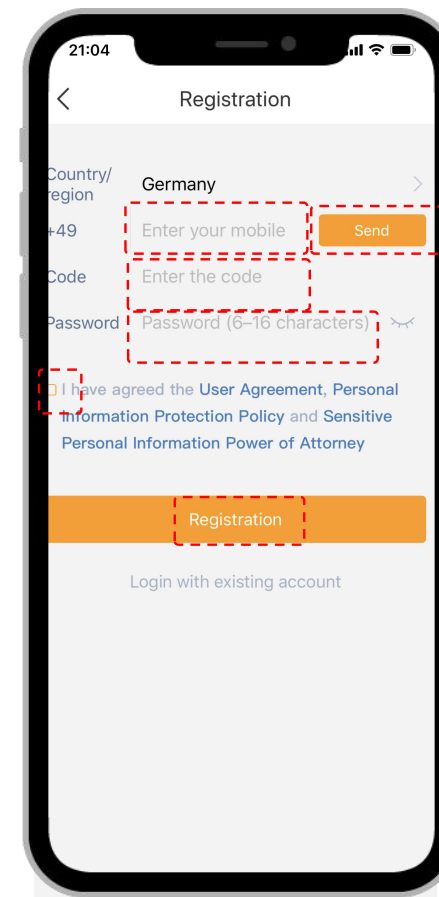 21:04
Registration
Country/
region
Germany
+49
Enter your mobile
Send
Code
Enter the code
Password
Password (6–16 characters)
I have agreed the User Agreement, Personal
Information Protection Policy and Sensitive
Personal Information Power of Attorney
Registration
Login with existing account